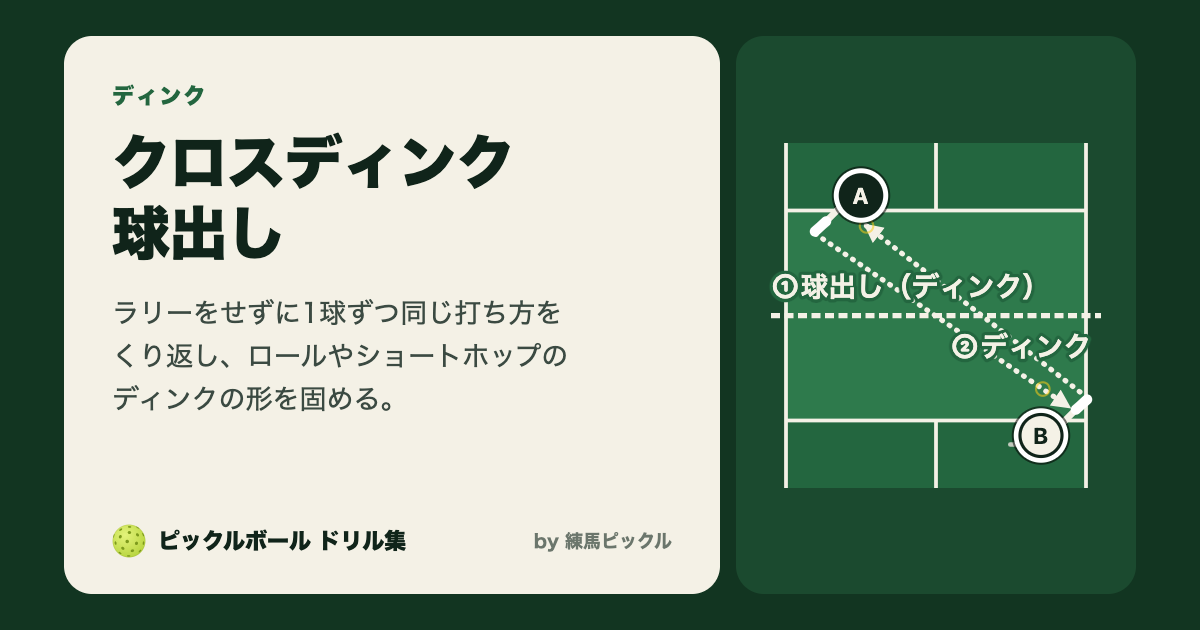 ディンク
クロスディンク
球出し
ラリーをせずに1球ずつ同じ打ち方を
くり返し、ロールやショートホップの
ディンクの形を固める。
ピックルボール ドリル集
by 練馬ピックル
A
①球出し（ディンク）
②ディンク
B